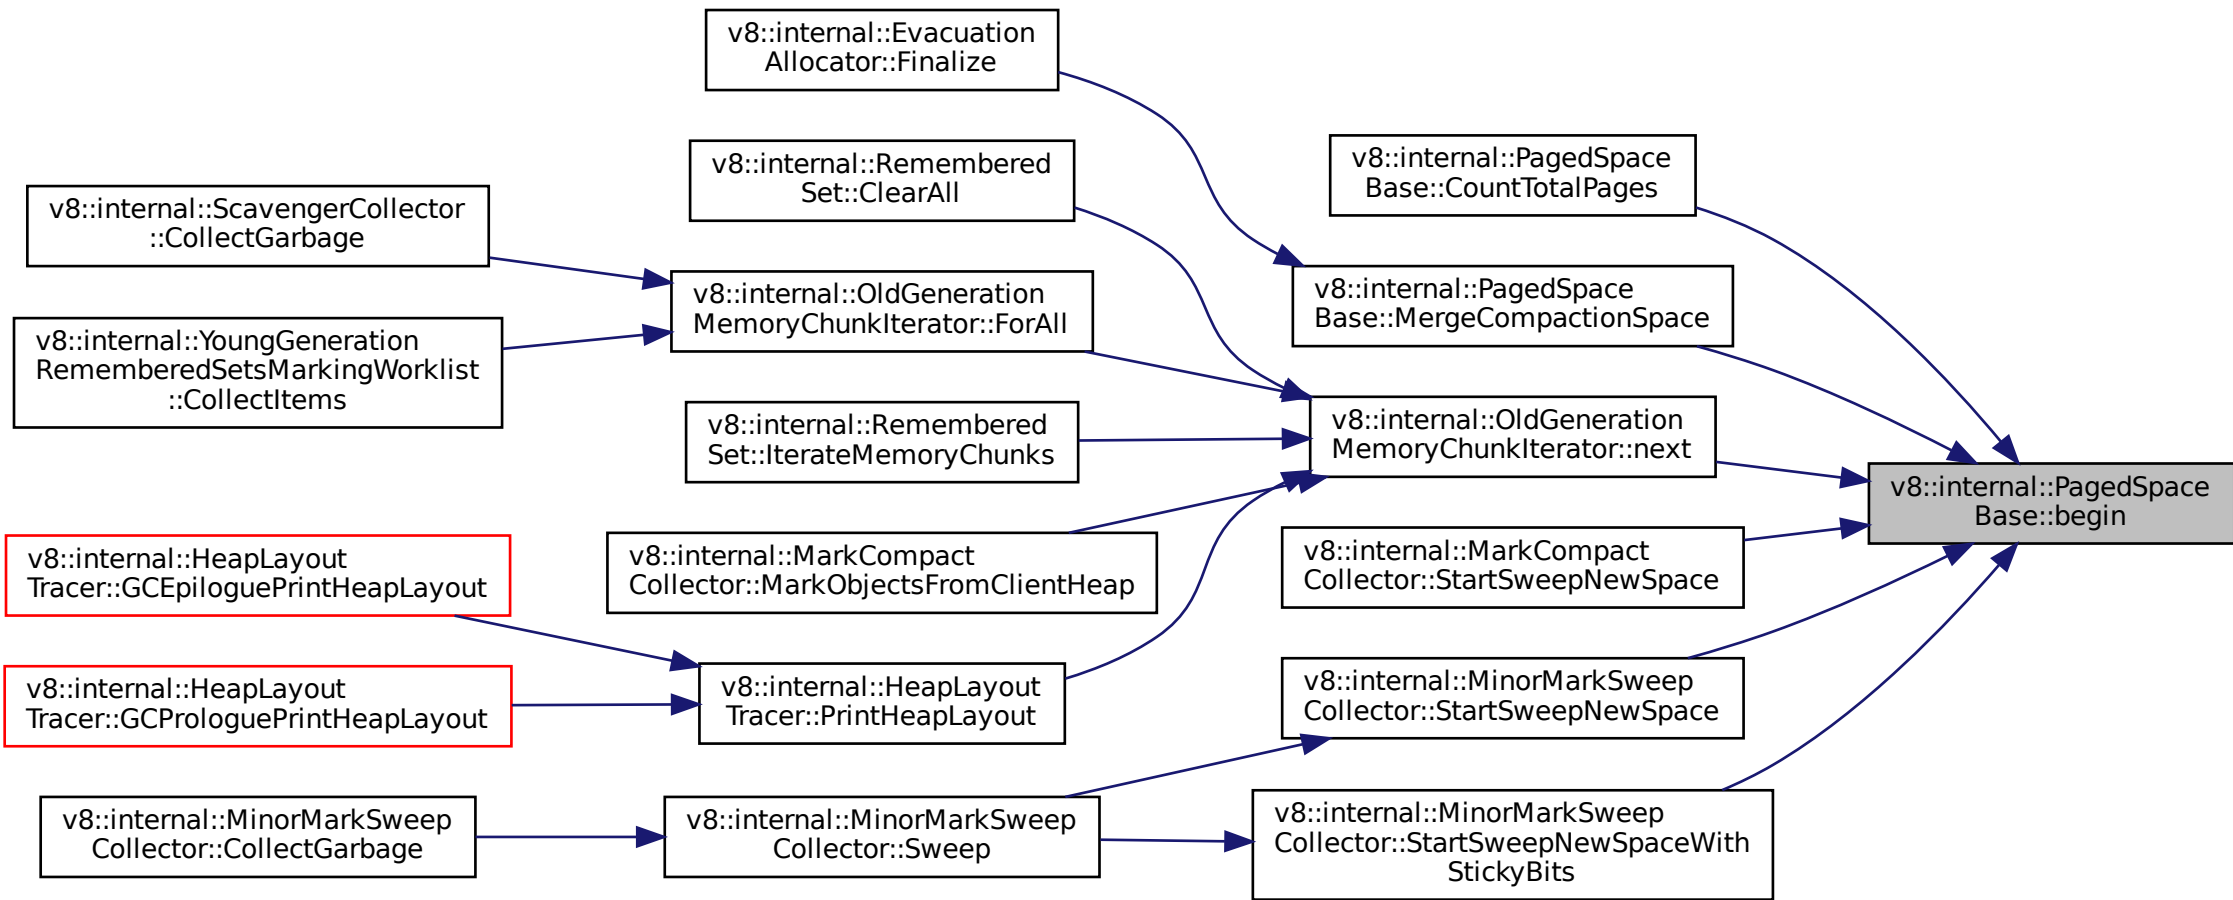 v8::internal::Evacuation
Allocator::Finalize
v8::internal::Remembered
Set::ClearAll
v8::internal::PagedSpace
Base::CountTotalPages
v8::internal::ScavengerCollector
::CollectGarbage
v8::internal::OldGeneration
MemoryChunkIterator::ForAll
v8::internal::PagedSpace
Base::MergeCompactionSpace
v8::internal::YoungGeneration
RememberedSetsMarkingWorklist
::CollectItems
v8::internal::Remembered
Set::IterateMemoryChunks
v8::internal::OldGeneration
MemoryChunkIterator::next
v8::internal::PagedSpace
Base::begin
v8::internal::HeapLayout
Tracer::GCEpiloguePrintHeapLayout
v8::internal::MarkCompact
Collector::MarkObjectsFromClientHeap
v8::internal::MarkCompact
Collector::StartSweepNewSpace
v8::internal::HeapLayout
Tracer::GCProloguePrintHeapLayout
v8::internal::HeapLayout
Tracer::PrintHeapLayout
v8::internal::MinorMarkSweep
Collector::StartSweepNewSpace
v8::internal::MinorMarkSweep
Collector::CollectGarbage
v8::internal::MinorMarkSweep
Collector::Sweep
v8::internal::MinorMarkSweep
Collector::StartSweepNewSpaceWith
StickyBits